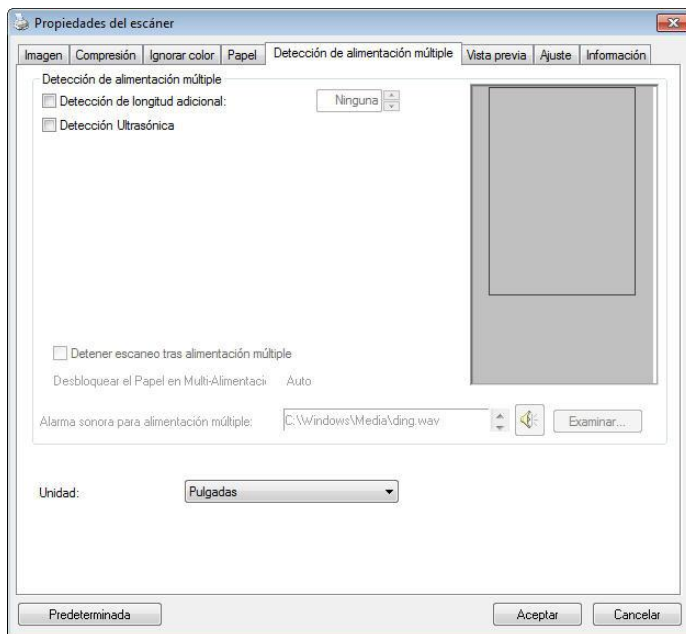 Propiedades del escáner
Imagen Compresión Ignorar color Papel Detección de alimentación múltiple Vista previa Ajuste Información
Detección de alimentación múltiple
Detección de longitud adicional: Ninguna
Detección Ultrasónica
Detener escaneo tras alimentación múltiple
Desbloquear el Papel en Multi-Alimentaci Auto
Alarma sonora para alimentación múltiple: C:\Windows\Media\ding.wav Examinar...
Unidad: Pulgadas
Predeterminada Aceptar Cancelar